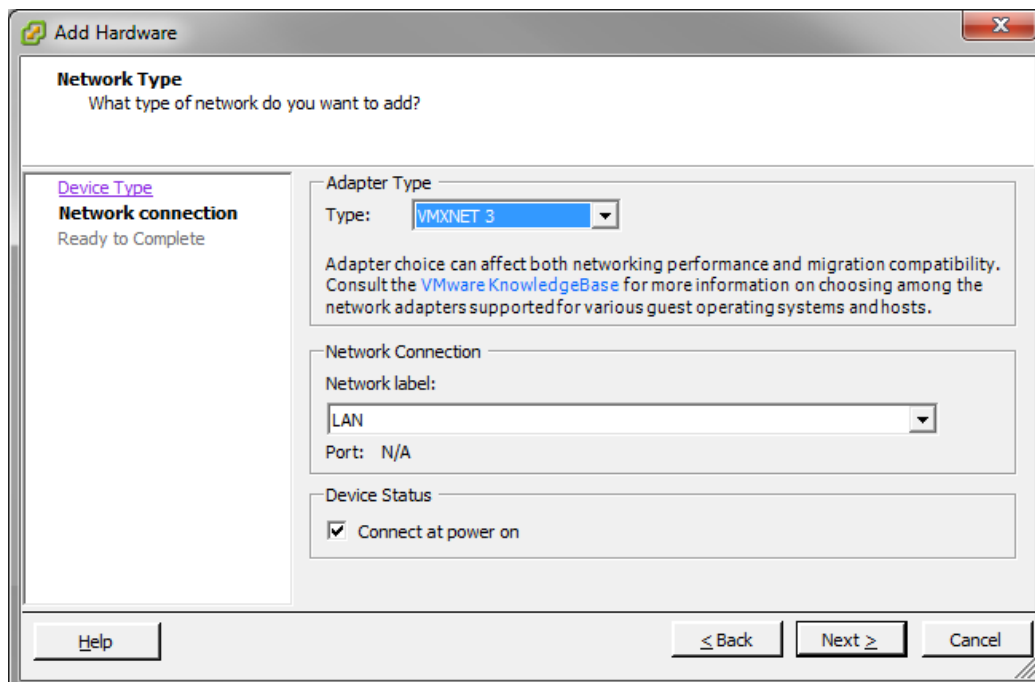 Add Hardware
Network Type
What type of network do you want to add?
Device Type
Network connection
Ready to Complete
Adapter Type
Type: VMXNET 3
Adapter choice can affect both networking performance and migration compatibility.
Consult the VMware KnowledgeBase for more information on choosing among the
network adapters supported for various guest operating systems and hosts.
Network Connection
Network label:
LAN
Port: N/A
Device Status
Connect at power on
Help
< Back
Next >
Cancel